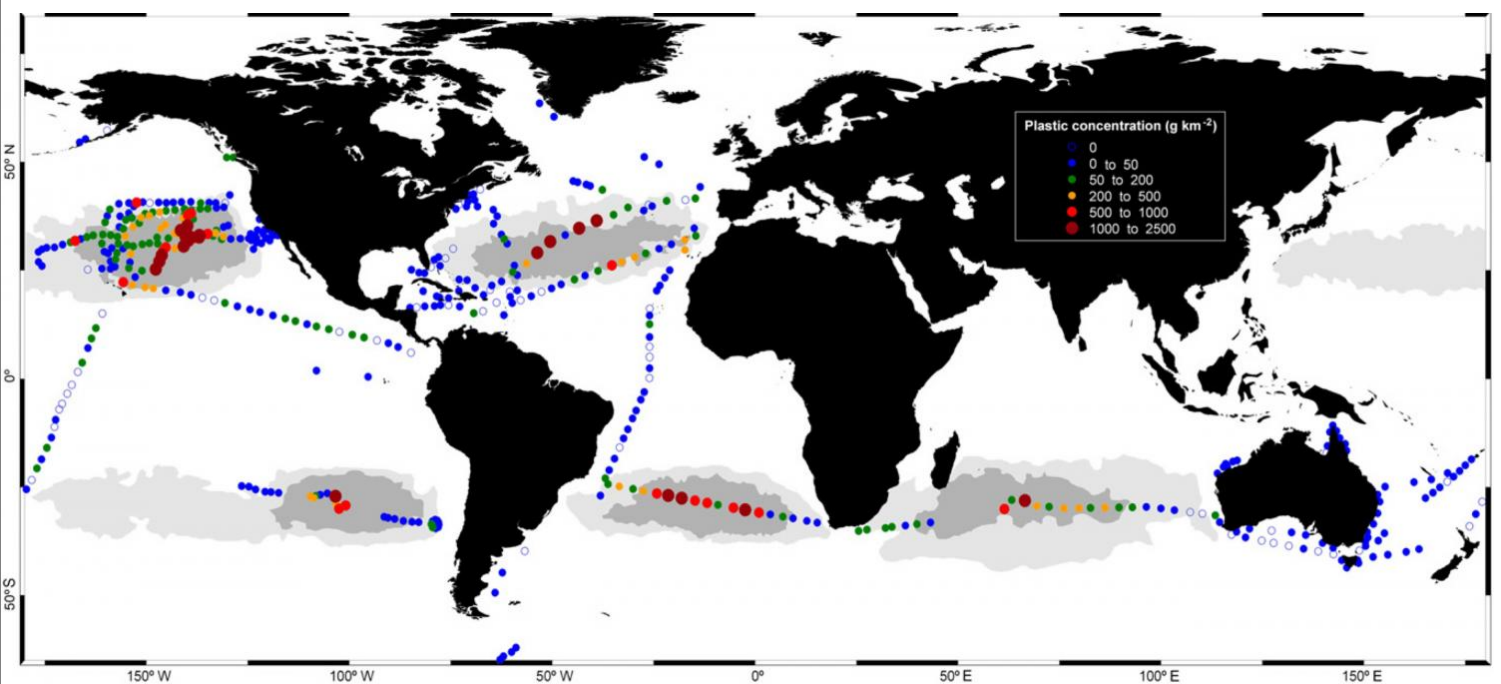 50° N
0°
50° S
Plastic concentration (g km⁻²)
0
0 to 50
50 to 200
200 to 500
500 to 1000
1000 to 2500
150° W
100° W
50° W
0°
50° E
100° E
150° E